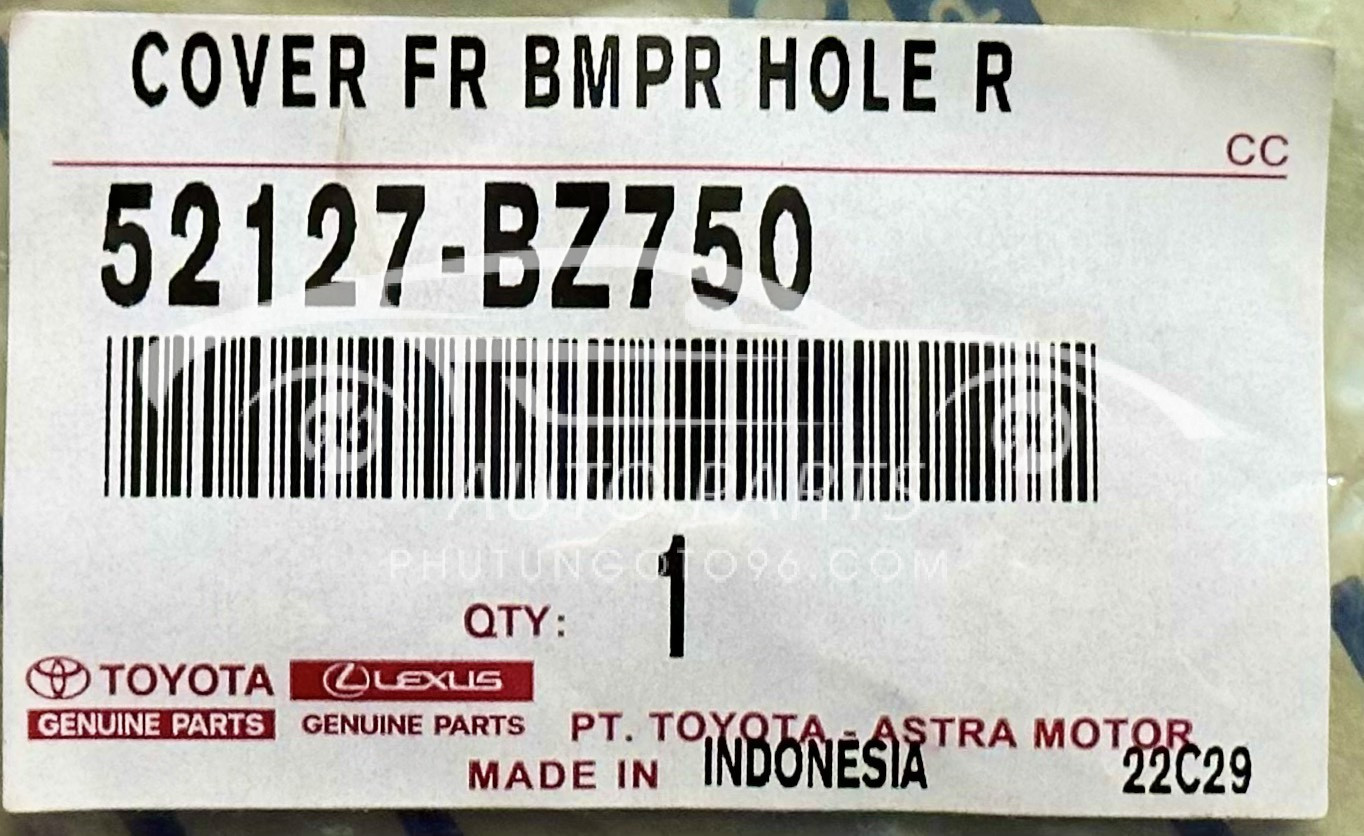 COVER FR BMPR HOLE R
CC
52127-BZ750
AUTO PARTS
PHUTUNGOTO96.COM
1
QTY:
TOYOTA LEXUS
GENUINE PARTS GENUINE PARTS PT. TOYOTA - ASTRA MOTOR
MADE IN INDONESIA 22C29